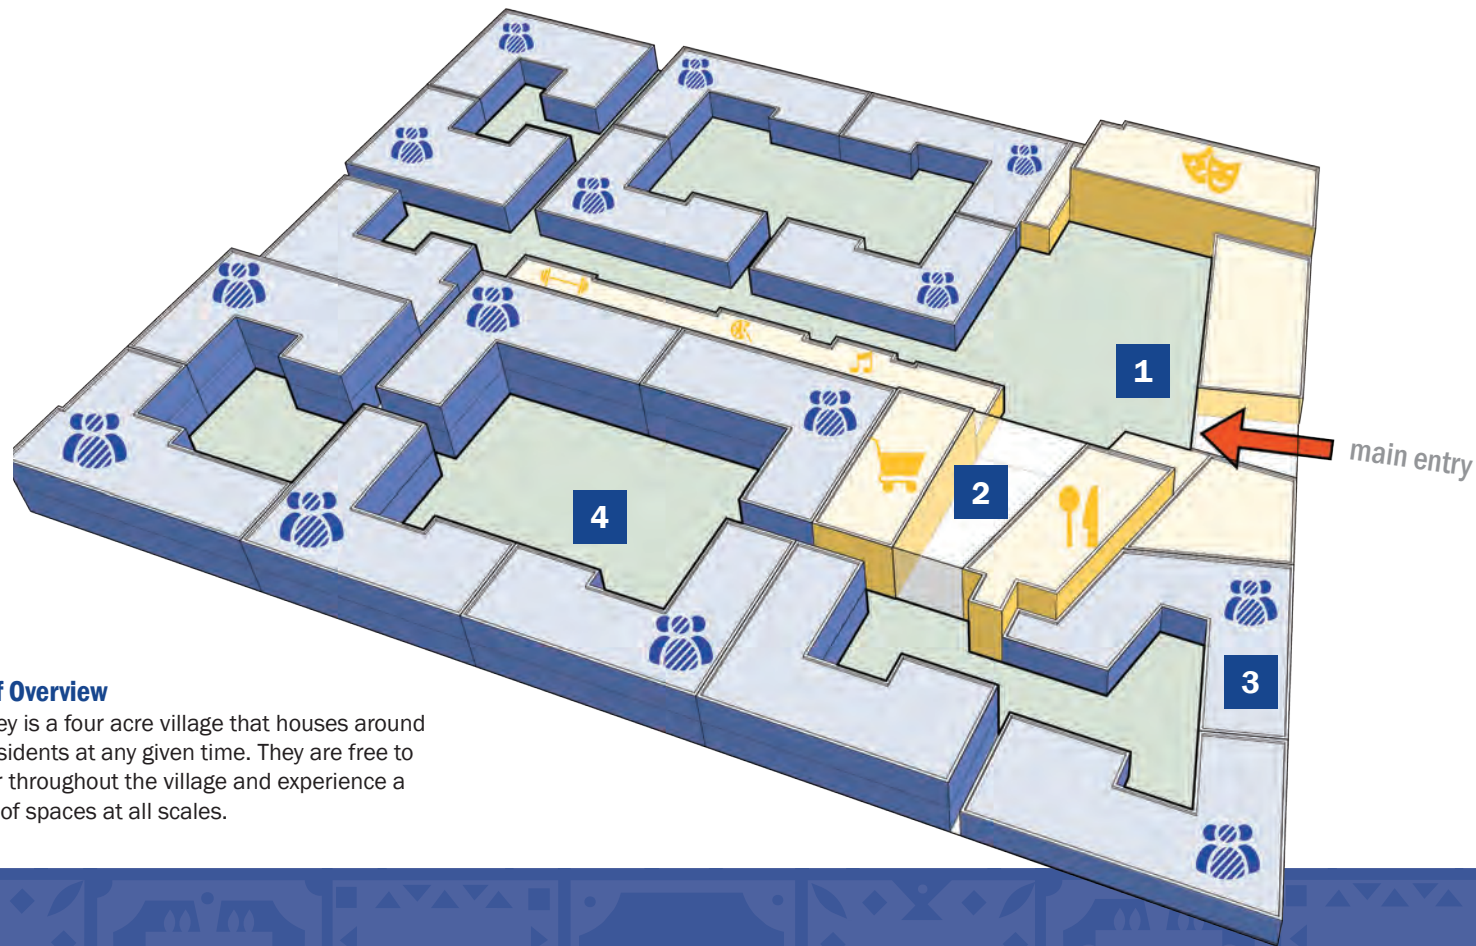 1
main entry
2
4
3
f Overview
ey is a four acre village that houses around
sidents at any given time. They are free to
r throughout the village and experience a
of spaces at all scales.